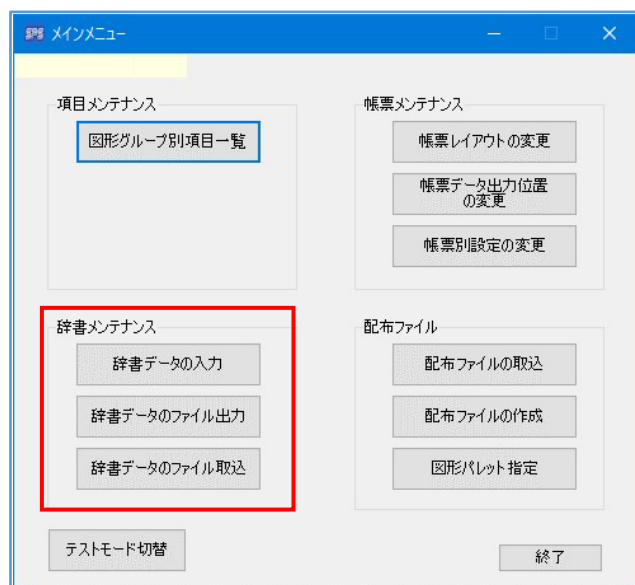 SPS メインメニュー
項目メンテナンス
図形グループ別項目一覧
帳票メンテナンス
帳票レイアウトの変更
帳票データ出力位置
の変更
帳票別設定の変更
辞書メンテナンス
辞書データの入力
辞書データのファイル出力
辞書データのファイル取込
配布ファイル
配布ファイルの取込
配布ファイルの作成
図形パレット指定
テストモード切替
終了